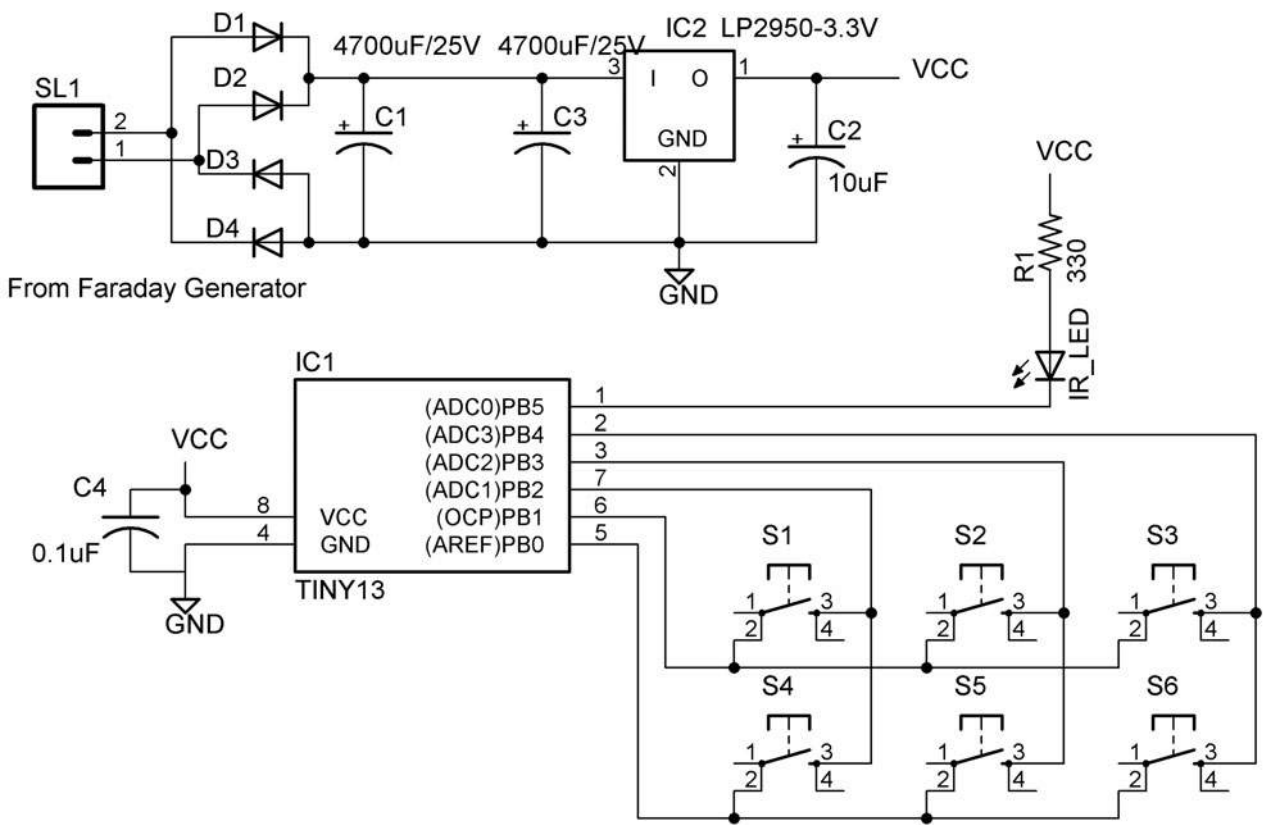 D1
4700uF/25V 4700uF/25V
IC2 LP2950-3.3V
3 I O 1
VCC
SL1
D2
2
1
+ C1
+ C3
GND
2
+ C2
10uF
D3
D4
GND
From Faraday Generator
VCC
R1
330
IR_LED
IC1
(ADC0)PB5 1
(ADC3)PB4 2
(ADC2)PB3 3
(ADC1)PB2 7
(OCP)PB1 6
(AREF)PB0 5
VCC
C4
0.1uF
8 VCC
4 GND
TINY13
GND
S1 S2 S3
1 3 1 3 1 3
2 4 2 4 2 4
S4 S5 S6
1 3 1 3 1 3
2 4 2 4 2 4